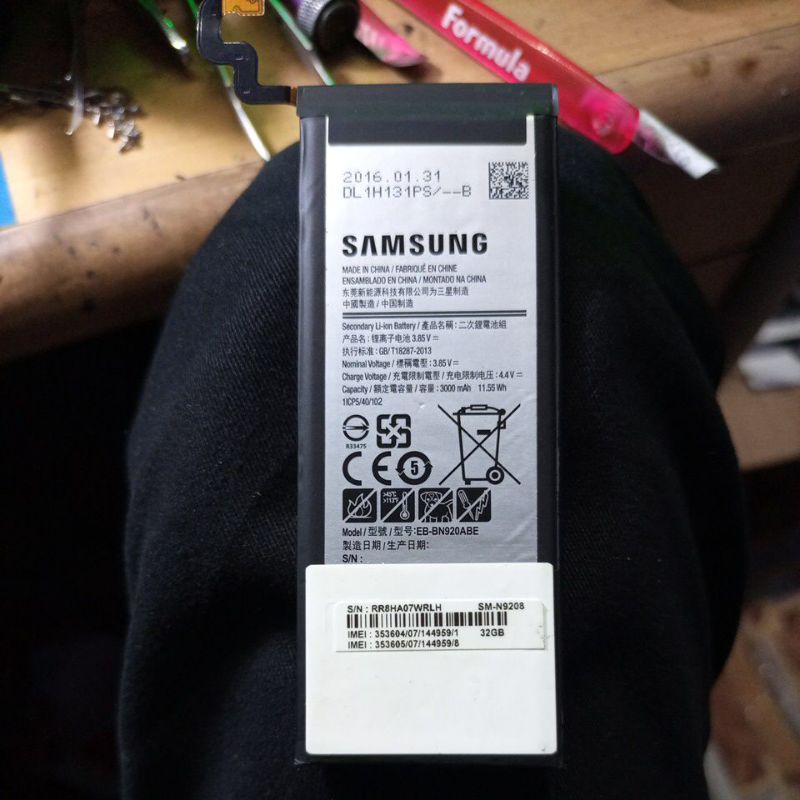 Formula
2016.01.31
DL1H131PS/--B
SAMSUNG
MADE IN CHINA / FABRIQUÉ EN CHINE
ENSAMBLADO EN CHINA / MONTADO NA CHINA
东莞新能源科技有限公司为三星制造
中國製造 / 中国制造
Secondary Li-Ion Battery / 產品名稱: 二次鋰電池組
产品名: 锂离子电池 3.85 V
执行标准: GB/ T18287-2013
Nominal Voltage / 標稱電壓: 3.85 V
Charge Voltage / 充電限制電壓 / 充电限制电压: 4.4 V
Capacity / 額定電容量 / 容量: 3000 mAh 11.55 Wh
1ICP5/40/102
R33475
CE
5
>45°C
>113°F
Model / 型號 / 型号: EB-BN920ABE
製造日期 / 生产日期:
S/N :
S/N : RR8HA07WRLH SM-N9208
IMEI : 353604/07/144959/1 32GB
IMEI : 353605/07/144959/8